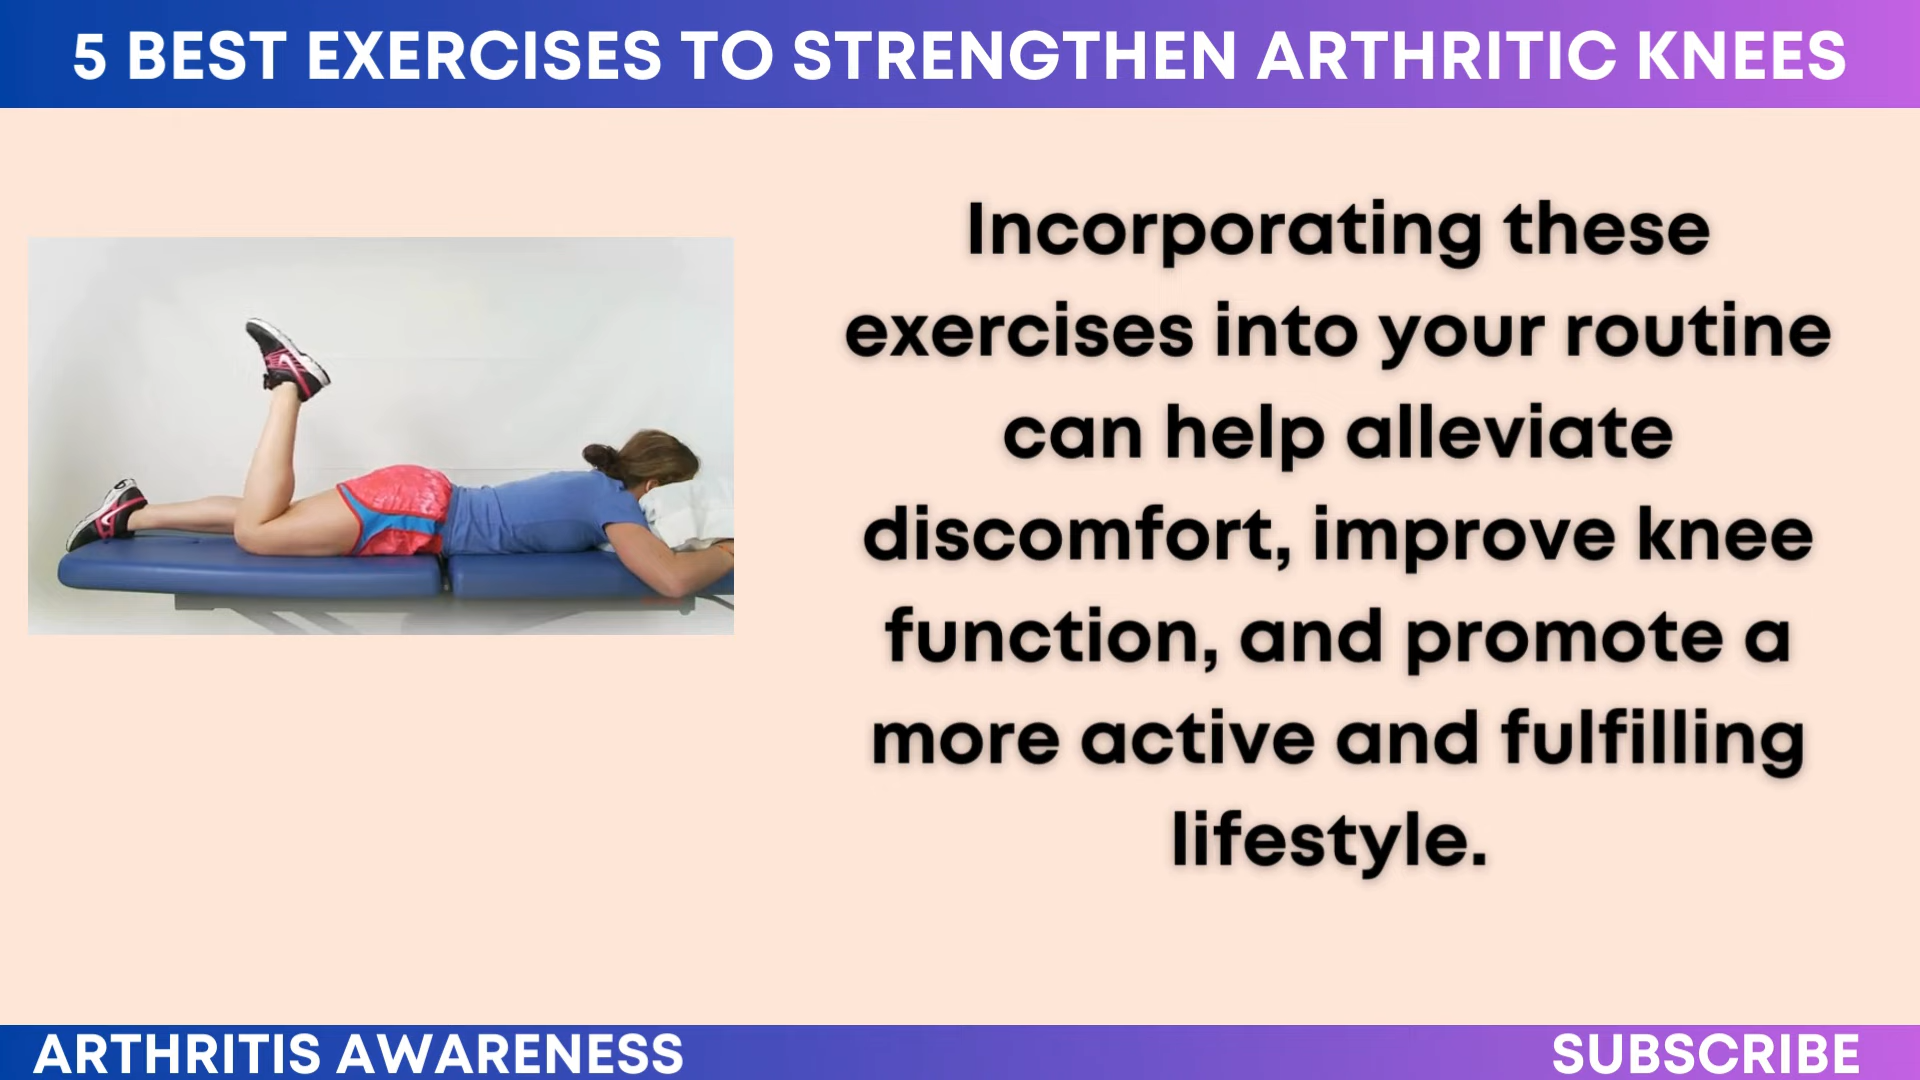 5 BEST EXERCISES TO STRENGTHEN ARTHRITIC KNEES
Incorporating these
exercises into your routine
can help alleviate
discomfort, improve knee
function, and promote a
more active and fulfilling
lifestyle.
ARTHRITIS AWARENESS
SUBSCRIBE